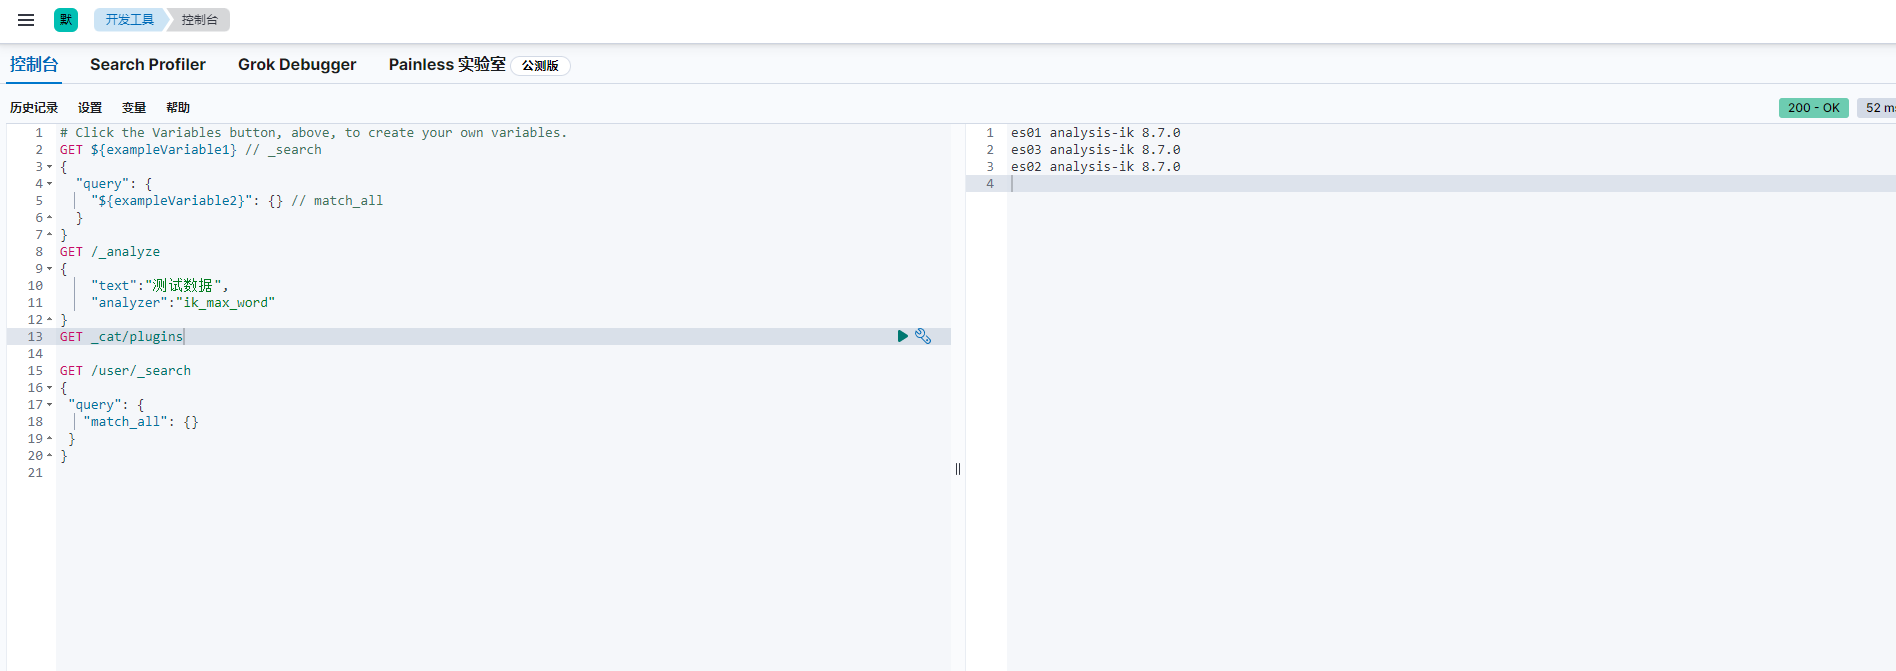 默 开发工具 控制台
控制台 Search Profiler Grok Debugger Painless 实验室 公测版
历史记录 设置 变量 帮助 200 - OK 52 ms
1 # Click the Variables button, above, to create your own variables.
2 GET ${exampleVariable1} // _search
3 {
4 "query": {
5 "${exampleVariable2}": {} // match_all
6 }
7 }
8 GET /_analyze
9 {
10 "text":"测试数据",
11 "analyzer":"ik_max_word"
12 }
13 GET _cat/plugins
14
15 GET /user/_search
16 {
17 "query": {
18 "match_all": {}
19 }
20 }
21
1 es01 analysis-ik 8.7.0
2 es03 analysis-ik 8.7.0
3 es02 analysis-ik 8.7.0
4